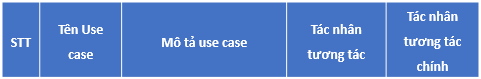 STT
Tên Use
case
Mô tả use case
Tác nhân
tương tác
Tác nhân
tương tác
chính